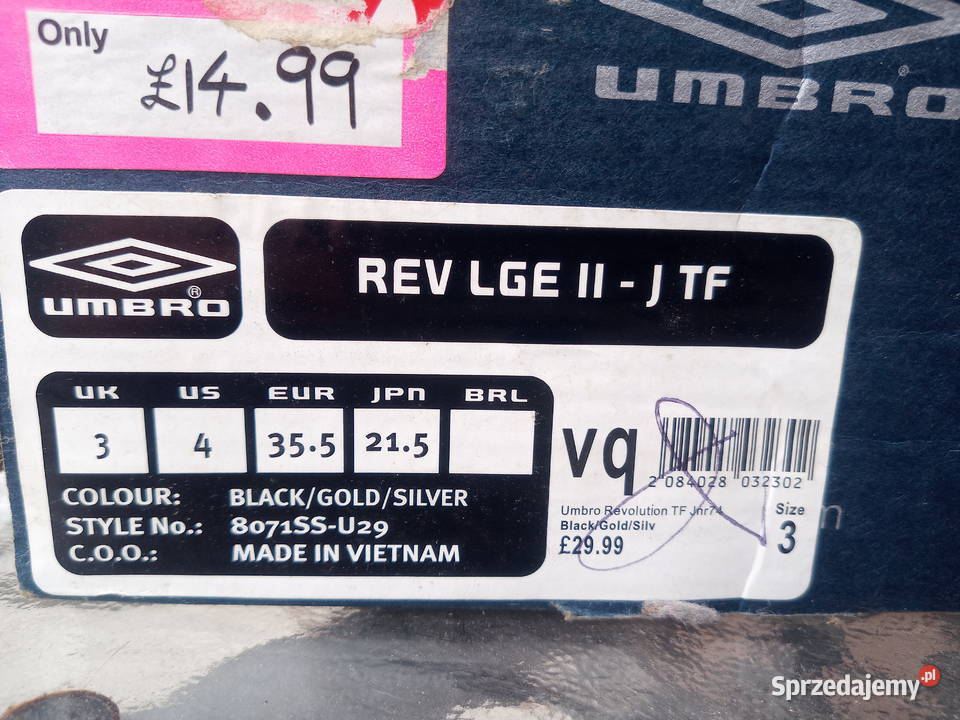 Only
£14.99
UMBRO®
UMBRO®
REV LGE II - J TF
UK US EUR JPN BRL
3 4 35.5 21.5
COLOUR: BLACK/GOLD/SILVER
STYLE No.: 8071SS-U29
C.O.O.: MADE IN VIETNAM
vq
2 084028 032302
Umbro Revolution TF Jnr74
Black/Gold/Silv
£29.99
Size
3
m
Sprzedajemy.pl